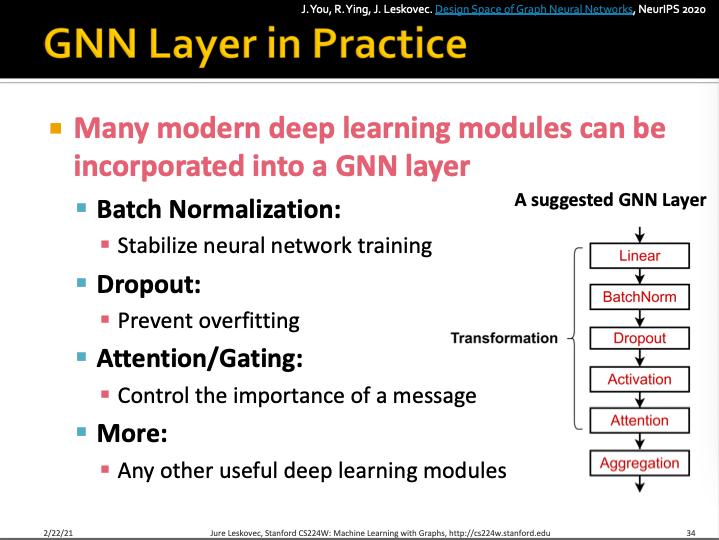 J. You, R. Ying, J. Leskovec. Design Space of Graph Neural Networks, NeurIPS 2020
GNN Layer in Practice
Many modern deep learning modules can be
incorporated into a GNN layer
Batch Normalization:
Stabilize neural network training
Dropout:
Prevent overfitting
Attention/Gating:
Control the importance of a message
More:
Any other useful deep learning modules
A suggested GNN Layer
Transformation
Linear
BatchNorm
Dropout
Activation
Attention
Aggregation
2/22/21
Jure Leskovec, Stanford CS224W: Machine Learning with Graphs, http://cs224w.stanford.edu
34